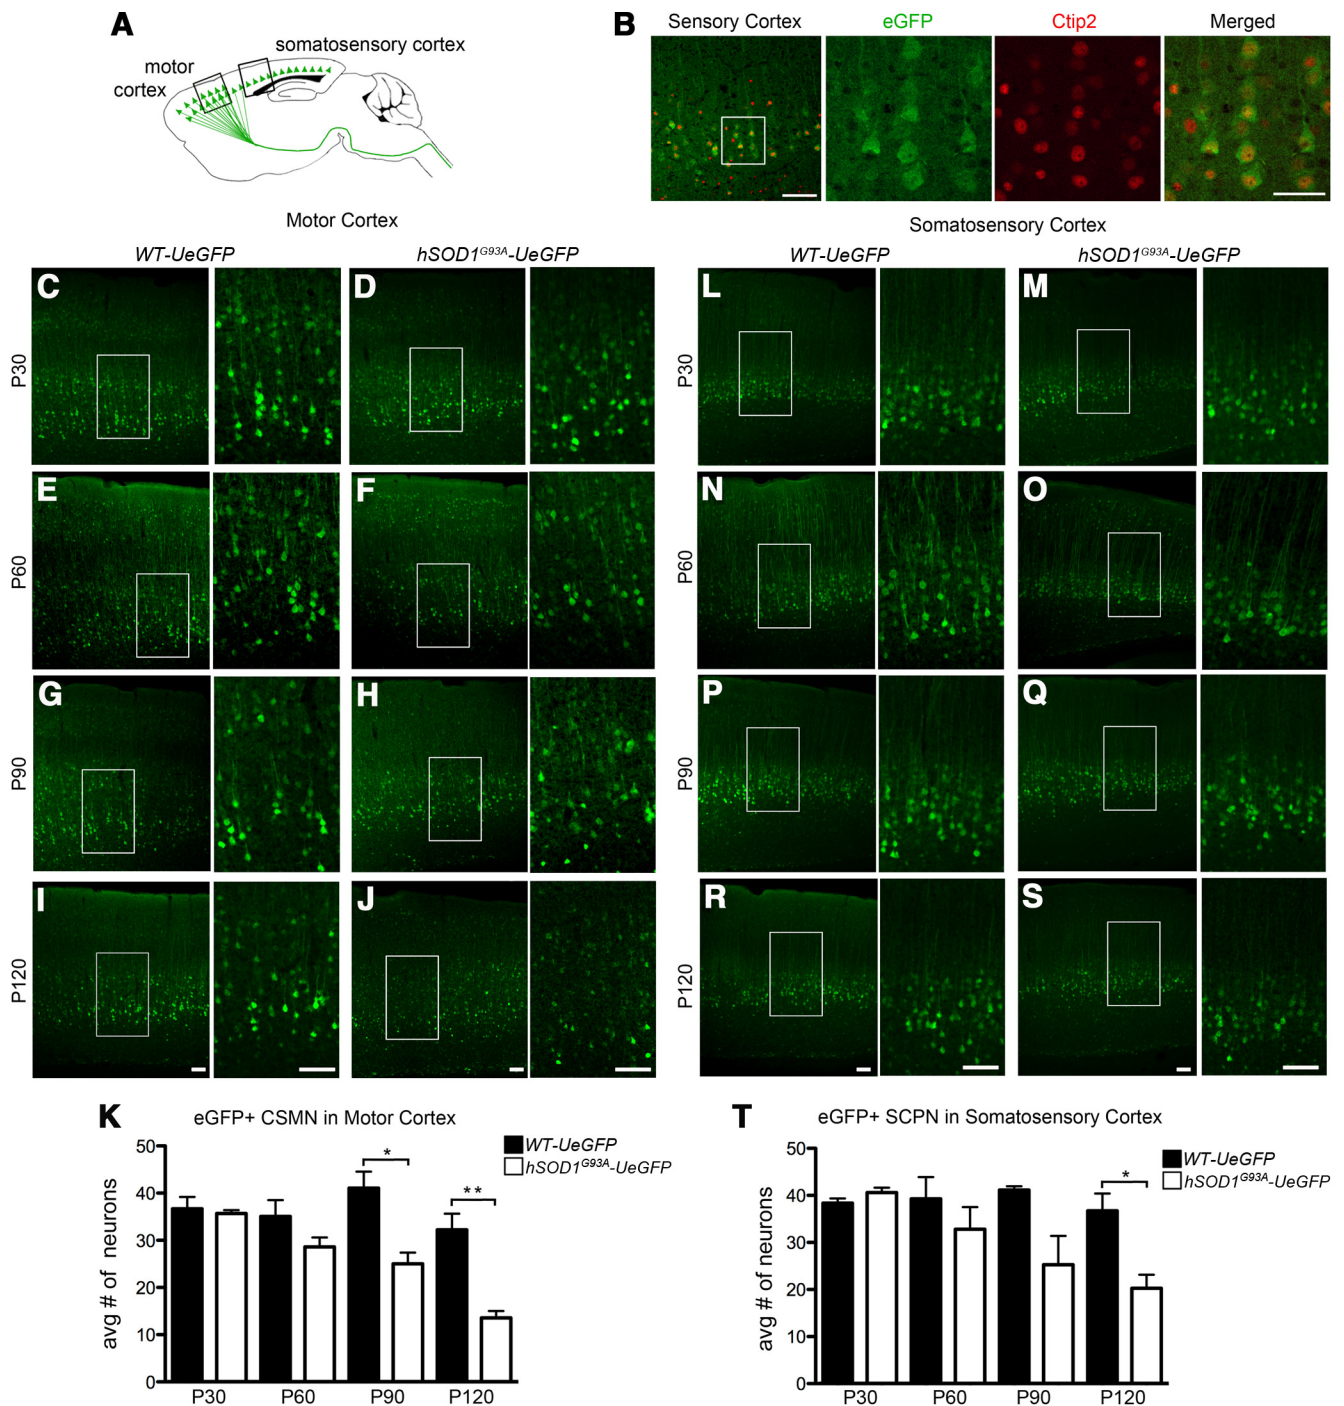 A
somatosensory cortex
motor
cortex
B
Sensory Cortex
eGFP
Ctip2
Merged
Motor Cortex
Somatosensory Cortex
WT-UeGFP
hSOD1G93A-UeGFP
WT-UeGFP
hSOD1G93A-UeGFP
P30
C
D
P30
L
M
P60
E
F
P60
N
O
P90
G
H
P90
P
Q
P120
I
J
P120
R
S
K
eGFP+ CSMN in Motor Cortex
WT-UeGFP
hSOD1G93A-UeGFP
avg # of neurons
50
40
30
20
10
0
*
**
P30
P60
P90
P120
T
eGFP+ SCPN in Somatosensory Cortex
WT-UeGFP
hSOD1G93A-UeGFP
avg # of neurons
50
40
30
20
10
0
*
P30
P60
P90
P120